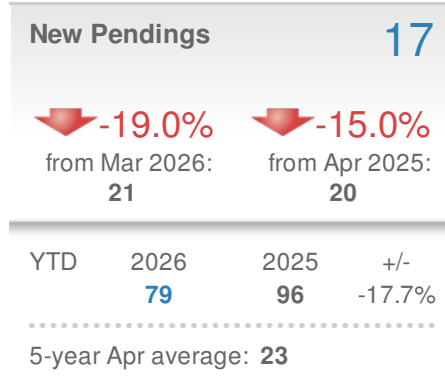 New Pendings 17
-19.0% -15.0%
from Mar 2026: from Apr 2025:
21 20
YTD 2026 2025 +/-
79 96 -17.7%
5-year Apr average: 23